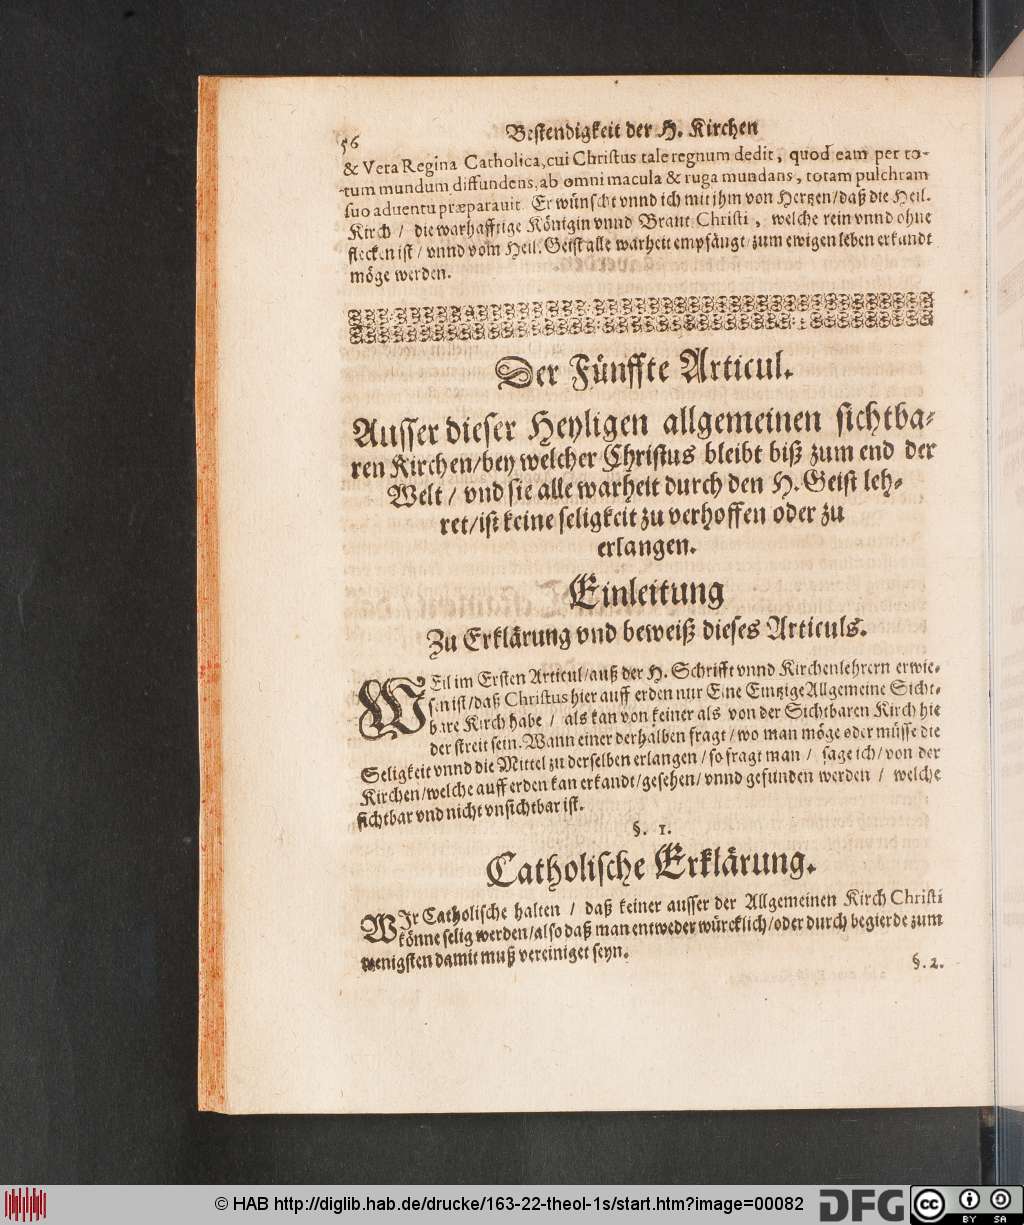 56
Bestendigkeit der H. Kirchen
& Vera Regina Catholica, cui Christus tale regnum dedit, quod eam per to-
tum mundum diffundens, ab omni macula & ruga mundans, totam pulchram
suo adventu præparavit. Er wünscht vnnd ich mit jhm von Hertzen/daß die Heil.
Kirch / die warhafftige Königin vnnd Braut Christi, welche rein vnnd ohne
flecken ist / vnnd vom Heil. Geist alle warheit empfängt/zum ewigen leben erkandt
möge werden.
Der Fünffte Articul.
Ausser dieser Heyligen allgemeinen sichtba-
ren Kirchen/bey welcher Christus bleibt biß zum end der
Welt / vnd sie alle warheit durch den H. Geist leh-
ret/ist keine seligkeit zu verhoffen oder zu
erlangen.
Einleitung
Zu Erklärung vnd beweiß dieses Articuls.
WEil im Ersten Articul/auß der H. Schrifft vnnd Kirchenlehrern erwie-
sen ist/daß Christus hier auff erden nur Eine Eintzige Allgemeine Sicht-
bare Kirch habe / als kan von keiner als von der Sichtbaren Kirch hie
der streit sein. Wann einer derhalben fragt/wo man möge oder müsse die
Seligkeit vnnd die Mittel zu derselben erlangen/so fragt man / sage ich/von der
Kirchen/welche auff erden kan erkandt/gesehen/vnnd gefunden werden / welche
sichtbar vnd nicht vnsichtbar ist.
§. 1.
Catholische Erklärung.
WJr Catholische halten / daß keiner ausser der Allgemeinen Kirch Christi
könne selig werden/also daß man entweder würcklich/oder durch begierde zum
wenigsten damit muß vereiniget seyn.
§. 2.
© HAB http://diglib.hab.de/drucke/163-22-theol-1s/start.htm?image=00082
DFG
cc
BY SA